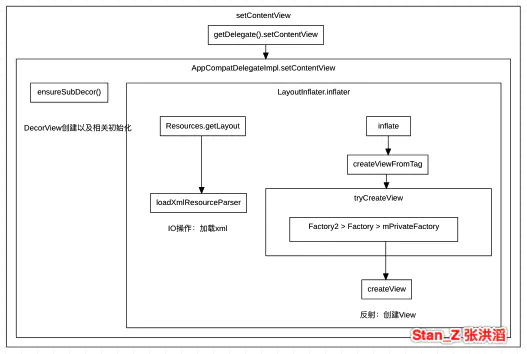 setContentView
getDelegate().setContentView
AppCompatDelegateImpl.setContentView
ensureSubDecor()
DecorView创建以及相关初始化
LayoutInflater.inflater
Resources.getLayout
loadXmlResourceParser
IO操作：加载xml
inflate
createViewFromTag
tryCreateView
Factory2 > Factory > mPrivateFactory
createView
反射：创建View
Stan_Z 张洪滔